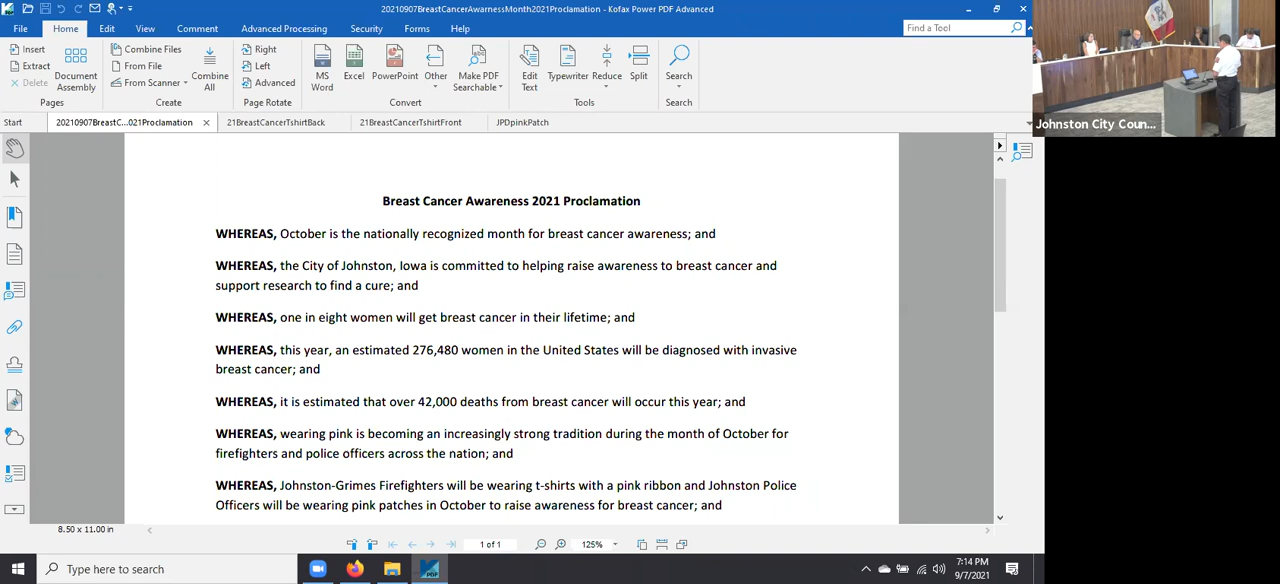 20210907BreastCancerAwarnessMonth2021Proclamation - Kofax Power PDF Advanced
File Home Edit View Comment Advanced Processing Security Forms Help Find a Tool
Insert
Extract
Delete
Document
Assembly
Pages
Combine Files
From File
From Scanner
Combine
All
Create
Right
Left
Advanced
Page Rotate
MS
Word
Excel
PowerPoint
Other
Make PDF
Searchable
Convert
Edit
Text
Typewriter
Reduce
Split
Tools
Search
Search
Start 20210907BreastC...021Proclamation 21BreastCancerTshirtBack 21BreastCancerTshirtFront JPDpinkPatch
Johnston City Coun...
Breast Cancer Awareness 2021 Proclamation
WHEREAS, October is the nationally recognized month for breast cancer awareness; and
WHEREAS, the City of Johnston, Iowa is committed to helping raise awareness to breast cancer and
support research to find a cure; and
WHEREAS, one in eight women will get breast cancer in their lifetime; and
WHEREAS, this year, an estimated 276,480 women in the United States will be diagnosed with invasive
breast cancer; and
WHEREAS, it is estimated that over 42,000 deaths from breast cancer will occur this year; and
WHEREAS, wearing pink is becoming an increasingly strong tradition during the month of October for
firefighters and police officers across the nation; and
WHEREAS, Johnston-Grimes Firefighters will be wearing t-shirts with a pink ribbon and Johnston Police
Officers will be wearing pink patches in October to raise awareness for breast cancer; and
8.50 x 11.00 in
1 of 1 125%
Type here to search
PDF
7:14 PM
9/7/2021